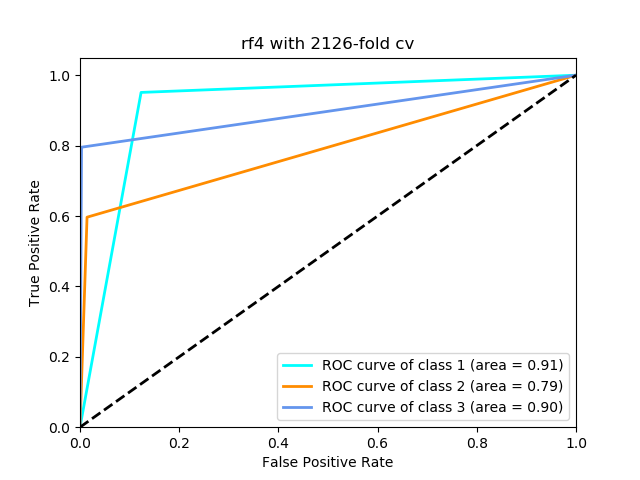 rf4 with 2126-fold cv
1.0
0.8
0.6
0.4
0.2
0.0
True Positive Rate
ROC curve of class 1 (area = 0.91)
ROC curve of class 2 (area = 0.79)
ROC curve of class 3 (area = 0.90)
0.0 0.2 0.4 0.6 0.8 1.0
False Positive Rate